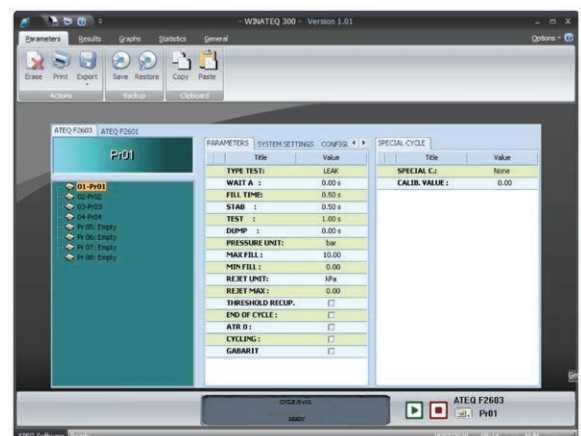 - WINATEQ 300 - Version 1.01
Parameters Results Graphs Statistics General Options
Erase Print Export Save Restore Copy Paste
Actions Backup Clipboard
ATEQ F2603 ATEQ F2601
Pr01
01-Pr01
02-Pr02
03-Pr03
04-Pr04
Pr 05: Empty
Pr 06: Empty
Pr 07: Empty
Pr 08: Empty
PARAMETERS SYSTEM SETTINGS CONFIGL
Title Value
TYPE TEST: LEAK
WAIT A : 0.00 s
FILL TIME: 0.50 s
STAB : 0.50 s
TEST : 1.00 s
DUMP : 0.00 s
PRESSURE UNIT: bar
MAX FILL : 10.00
MIN FILL : 0.00
REJET UNIT: kPa
REJET MAX : 0.00
THRESHOLD RECUP.
END OF CYCLE :
ATR 0 :
CYCLING :
GABARIT
SPECIAL CYCLE
Title Value
SPECIAL C.: None
CALIB. VALUE : 0.00
READY
ATEQ F2603
Pr01